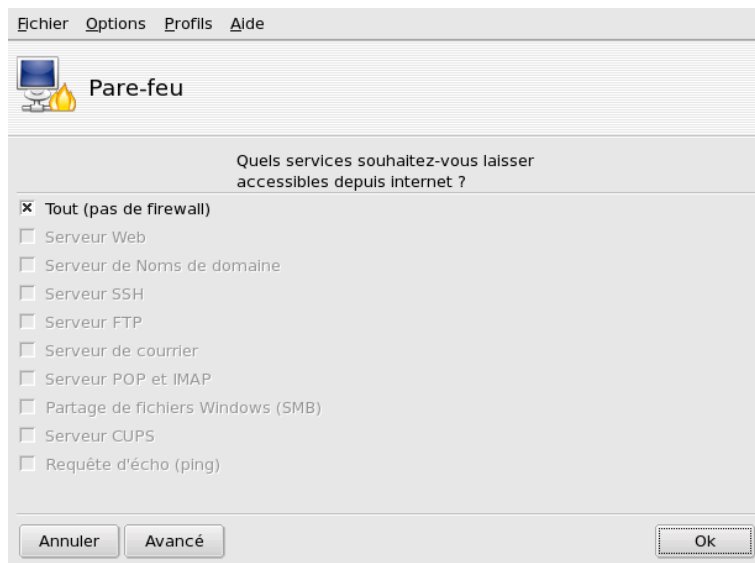 Fichier Options Profils Aide
Pare-feu
Quels services souhaitez-vous laisser
accessibles depuis internet ?
Tout (pas de firewall)
Serveur Web
Serveur de Noms de domaine
Serveur SSH
Serveur FTP
Serveur de courrier
Serveur POP et IMAP
Partage de fichiers Windows (SMB)
Serveur CUPS
Requête d'écho (ping)
Annuler Avancé Ok